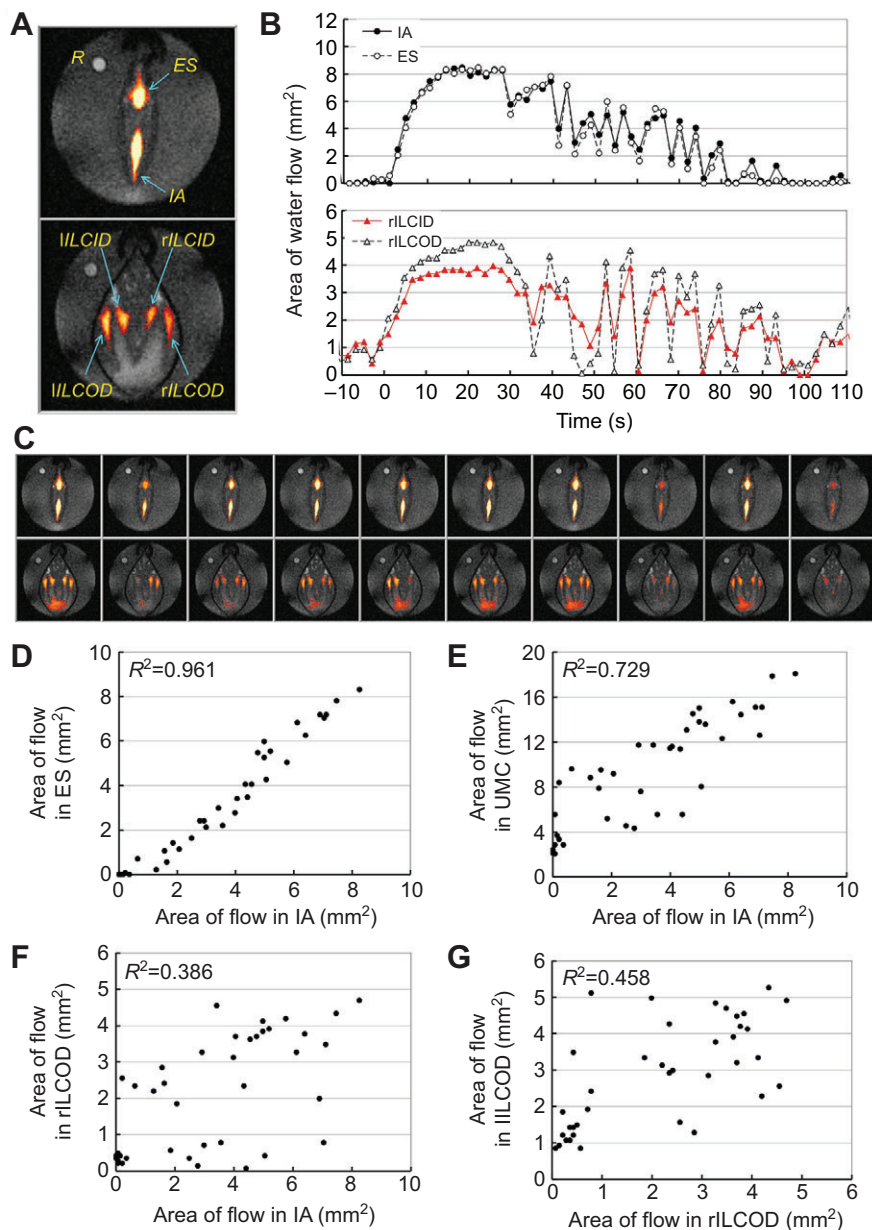 A
R
ES
IA
lILCID
rILCID
lILCOD
rILCOD
B
IA
ES
Area of water flow (mm²)
12
10
8
6
4
2
0
rILCID
rILCOD
6
5
4
3
2
1
0
–10 0 10 20 30 40 50 60 70 80 90 100 110
Time (s)
C
D
R²=0.961
Area of flow
in ES (mm²)
10
8
6
4
2
0
0 2 4 6 8 10
Area of flow in IA (mm²)
E
R²=0.729
Area of flow
in UMC (mm²)
20
16
12
8
4
0
0 2 4 6 8 10
Area of flow in IA (mm²)
F
R²=0.386
Area of flow
in rILCOD (mm²)
6
5
4
3
2
1
0
0 2 4 6 8 10
Area of flow in IA (mm²)
G
R²=0.458
Area of flow
in lILCOD (mm²)
6
5
4
3
2
1
0
0 1 2 3 4 5 6
Area of flow in rILCOD (mm²)